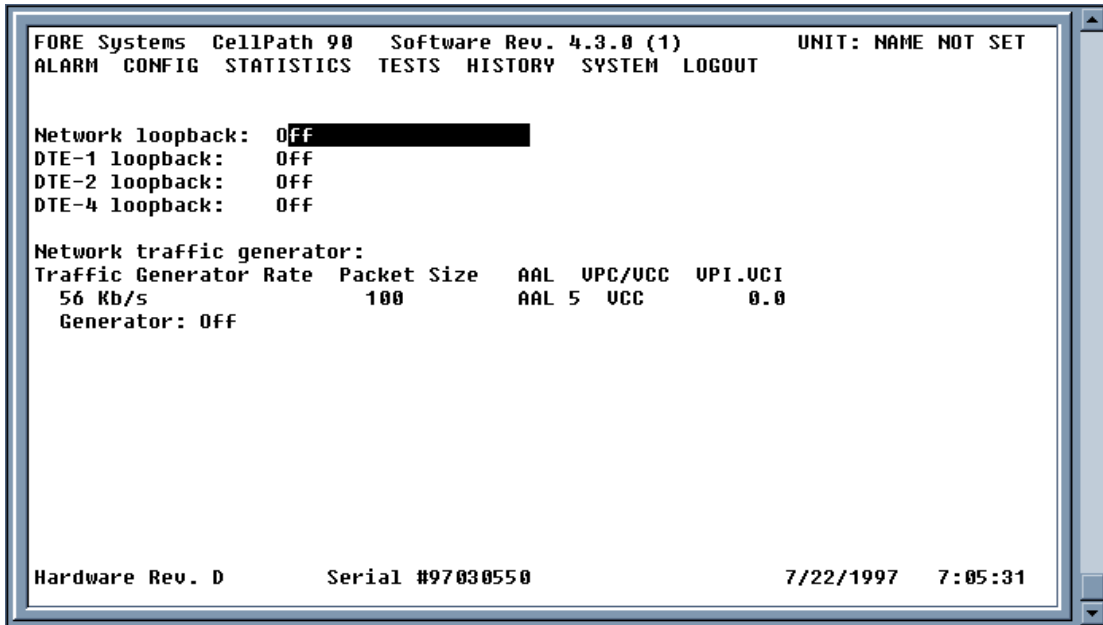 FORE Systems CellPath 90 Software Rev. 4.3.0 (1) UNIT: NAME NOT SET
ALARM CONFIG STATISTICS TESTS HISTORY SYSTEM LOGOUT
Network loopback: Off
DTE-1 loopback: Off
DTE-2 loopback: Off
DTE-4 loopback: Off
Network traffic generator:
Traffic Generator Rate Packet Size AAL VPC/VCC VPI.VCI
56 Kb/s 100 AAL 5 VCC 0.0
Generator: Off
Hardware Rev. D Serial #97030550 7/22/1997 7:05:31